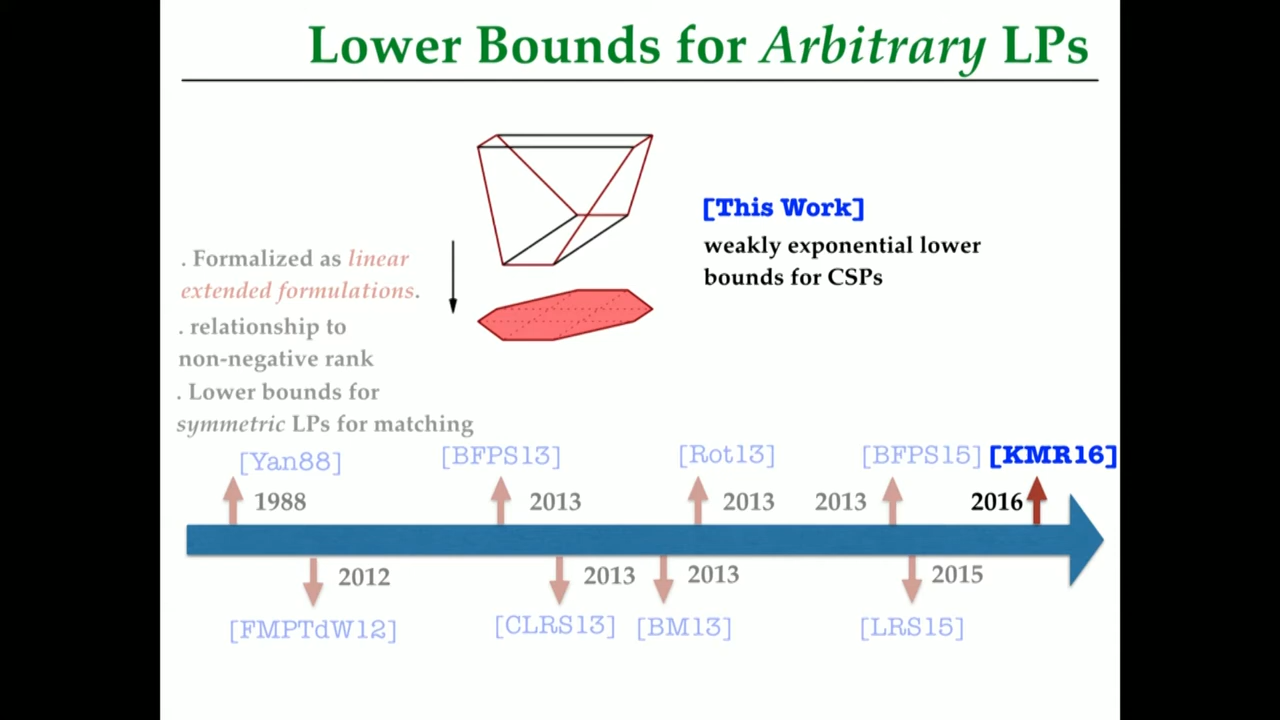 Lower Bounds for Arbitrary LPs
[This Work]
weakly exponential lower
bounds for CSPs
. Formalized as linear
extended formulations.
. relationship to
non-negative rank
. Lower bounds for
symmetric LPs for matching
[Yan88] [BFPS13] [Rot13] [BFPS15] [KMR16]
1988 2013 2013 2013 2016
2012 2013 2013 2015
[FMPTdW12] [CLRS13] [BM13] [LRS15]